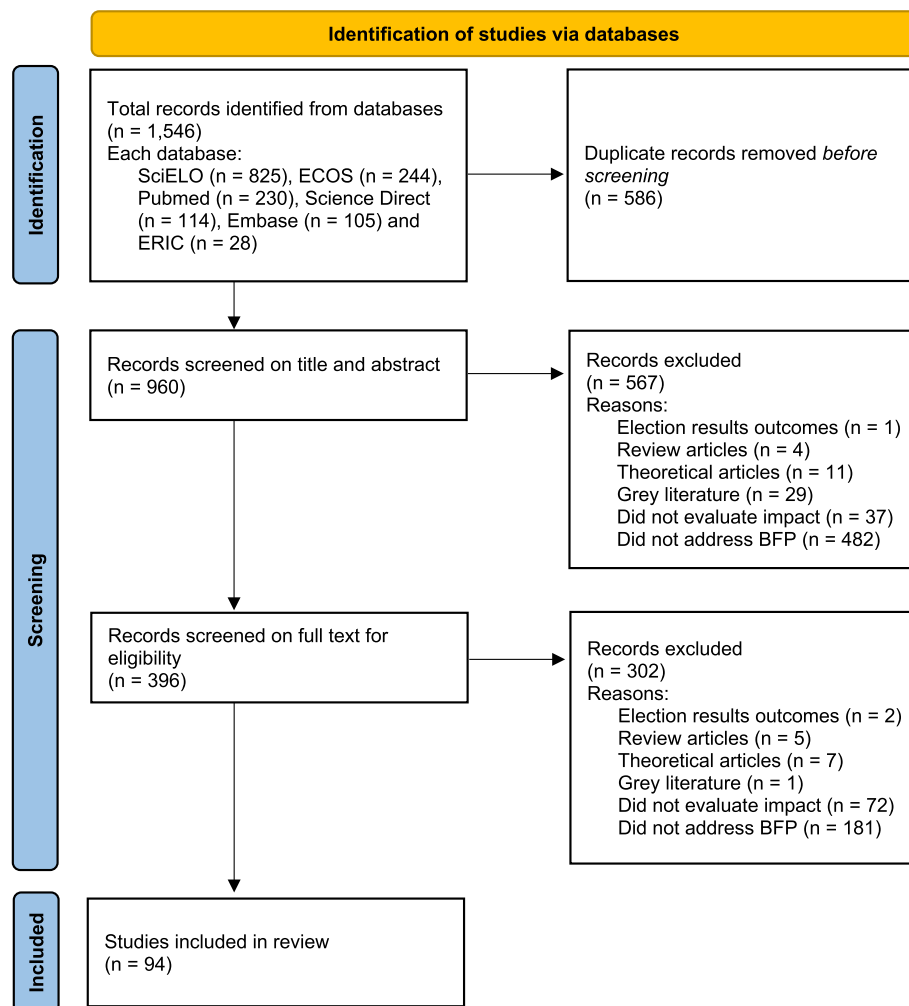 Identification of studies via databases
Identification
Total records identified from databases
(n = 1,546)
Each database:
SciELO (n = 825), ECOS (n = 244),
Pubmed (n = 230), Science Direct
(n = 114), Embase (n = 105) and
ERIC (n = 28)
Duplicate records removed before
screening
(n = 586)
Screening
Records screened on title and abstract
(n = 960)
Records excluded
(n = 567)
Reasons:
Election results outcomes (n = 1)
Review articles (n = 4)
Theoretical articles (n = 11)
Grey literature (n = 29)
Did not evaluate impact (n = 37)
Did not address BFP (n = 482)
Records screened on full text for
eligibility
(n = 396)
Records excluded
(n = 302)
Reasons:
Election results outcomes (n = 2)
Review articles (n = 5)
Theoretical articles (n = 7)
Grey literature (n = 1)
Did not evaluate impact (n = 72)
Did not address BFP (n = 181)
Included
Studies included in review
(n = 94)